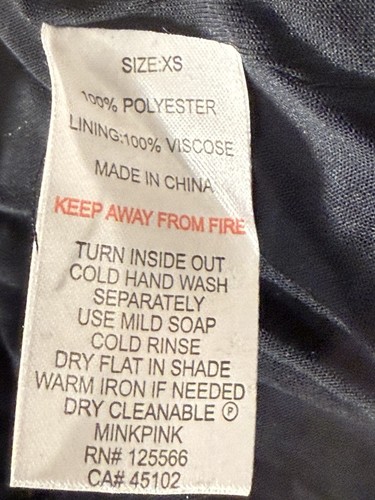 SIZE:XS
100% POLYESTER
LINING:100% VISCOSE
MADE IN CHINA
KEEP AWAY FROM FIRE
TURN INSIDE OUT
COLD HAND WASH
SEPARATELY
USE MILD SOAP
COLD RINSE
DRY FLAT IN SHADE
WARM IRON IF NEEDED
DRY CLEANABLE Ⓟ
MINKPINK
RN# 125566
CA# 45102